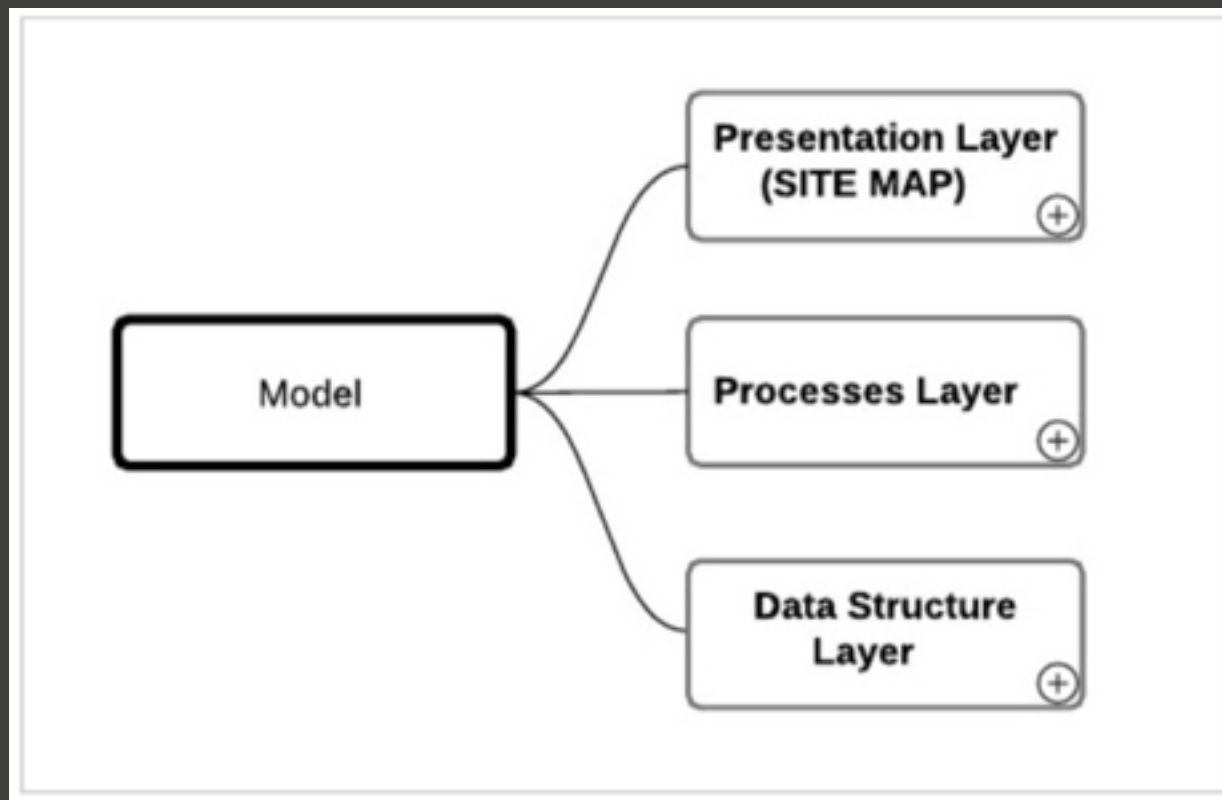 Presentation Layer
(SITE MAP)
Model
Processes Layer
Data Structure
Layer